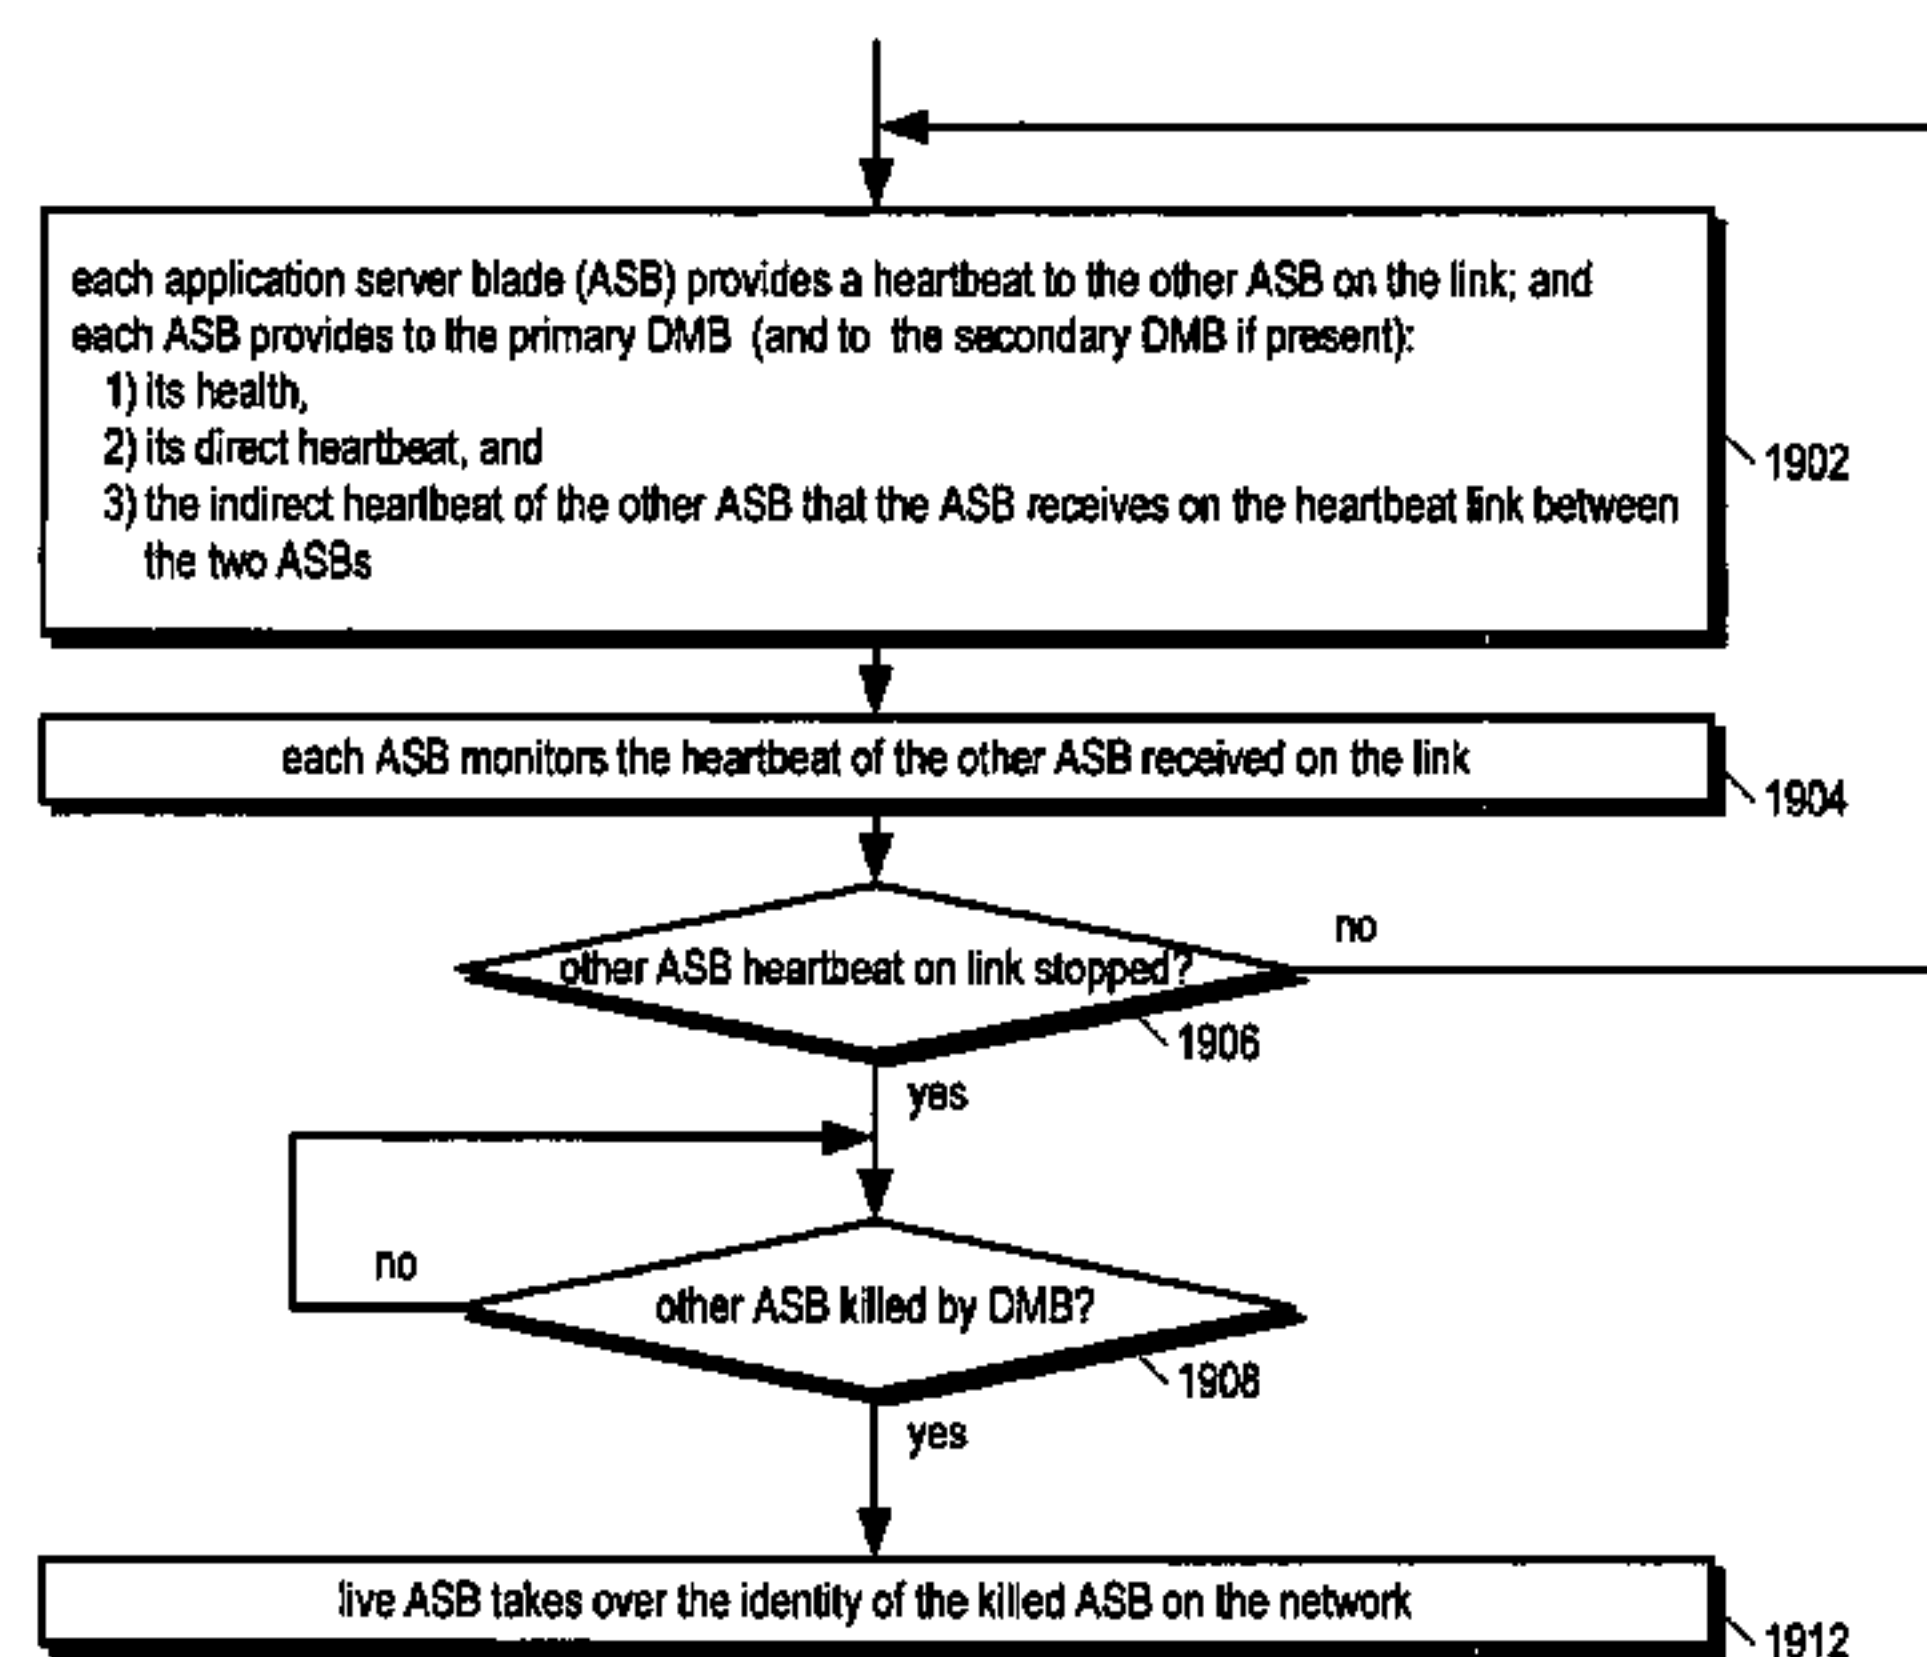 each application server blade (ASB) provides a heartbeat to the other ASB on the link; and
each ASB provides to the primary DMB (and to the secondary DMB if present):
1) its health,
2) its direct heartbeat, and
3) the indirect heartbeat of the other ASB that the ASB receives on the heartbeat link between
the two ASBs
1902
each ASB monitors the heartbeat of the other ASB received on the link
1904
no
other ASB heartbeat on link stopped?
1906
yes
no
other ASB killed by DMB?
1908
yes
live ASB takes over the identity of the killed ASB on the network
1912